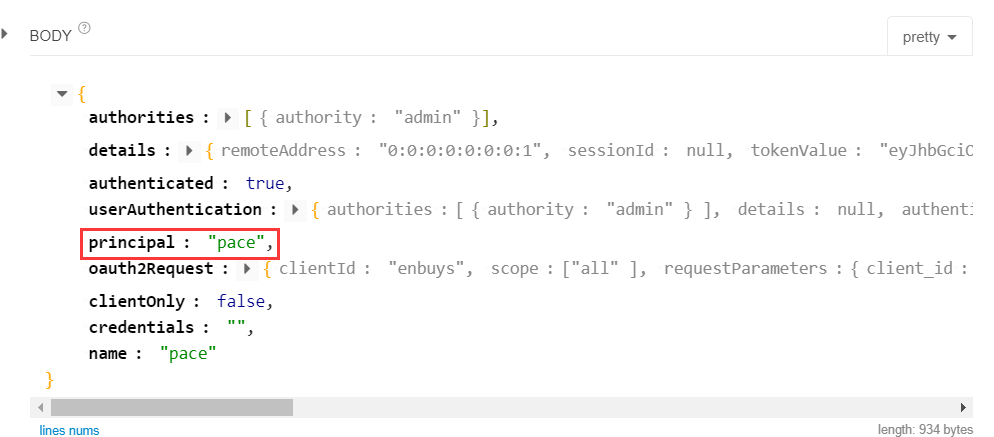 BODY ?
pretty
{
authorities : [ { authority : "admin" }],
details : { remoteAddress : "0:0:0:0:0:0:0:1", sessionId : null, tokenValue : "eyJhbGciO
authenticated : true,
userAuthentication : { authorities : [ { authority : "admin" } ], details : null, authenti
principal : "pace",
oauth2Request : { clientId : "enbuys", scope : ["all" ], requestParameters : { client_id :
clientOnly : false,
credentials : "",
name : "pace"
}
lines nums
length: 934 bytes